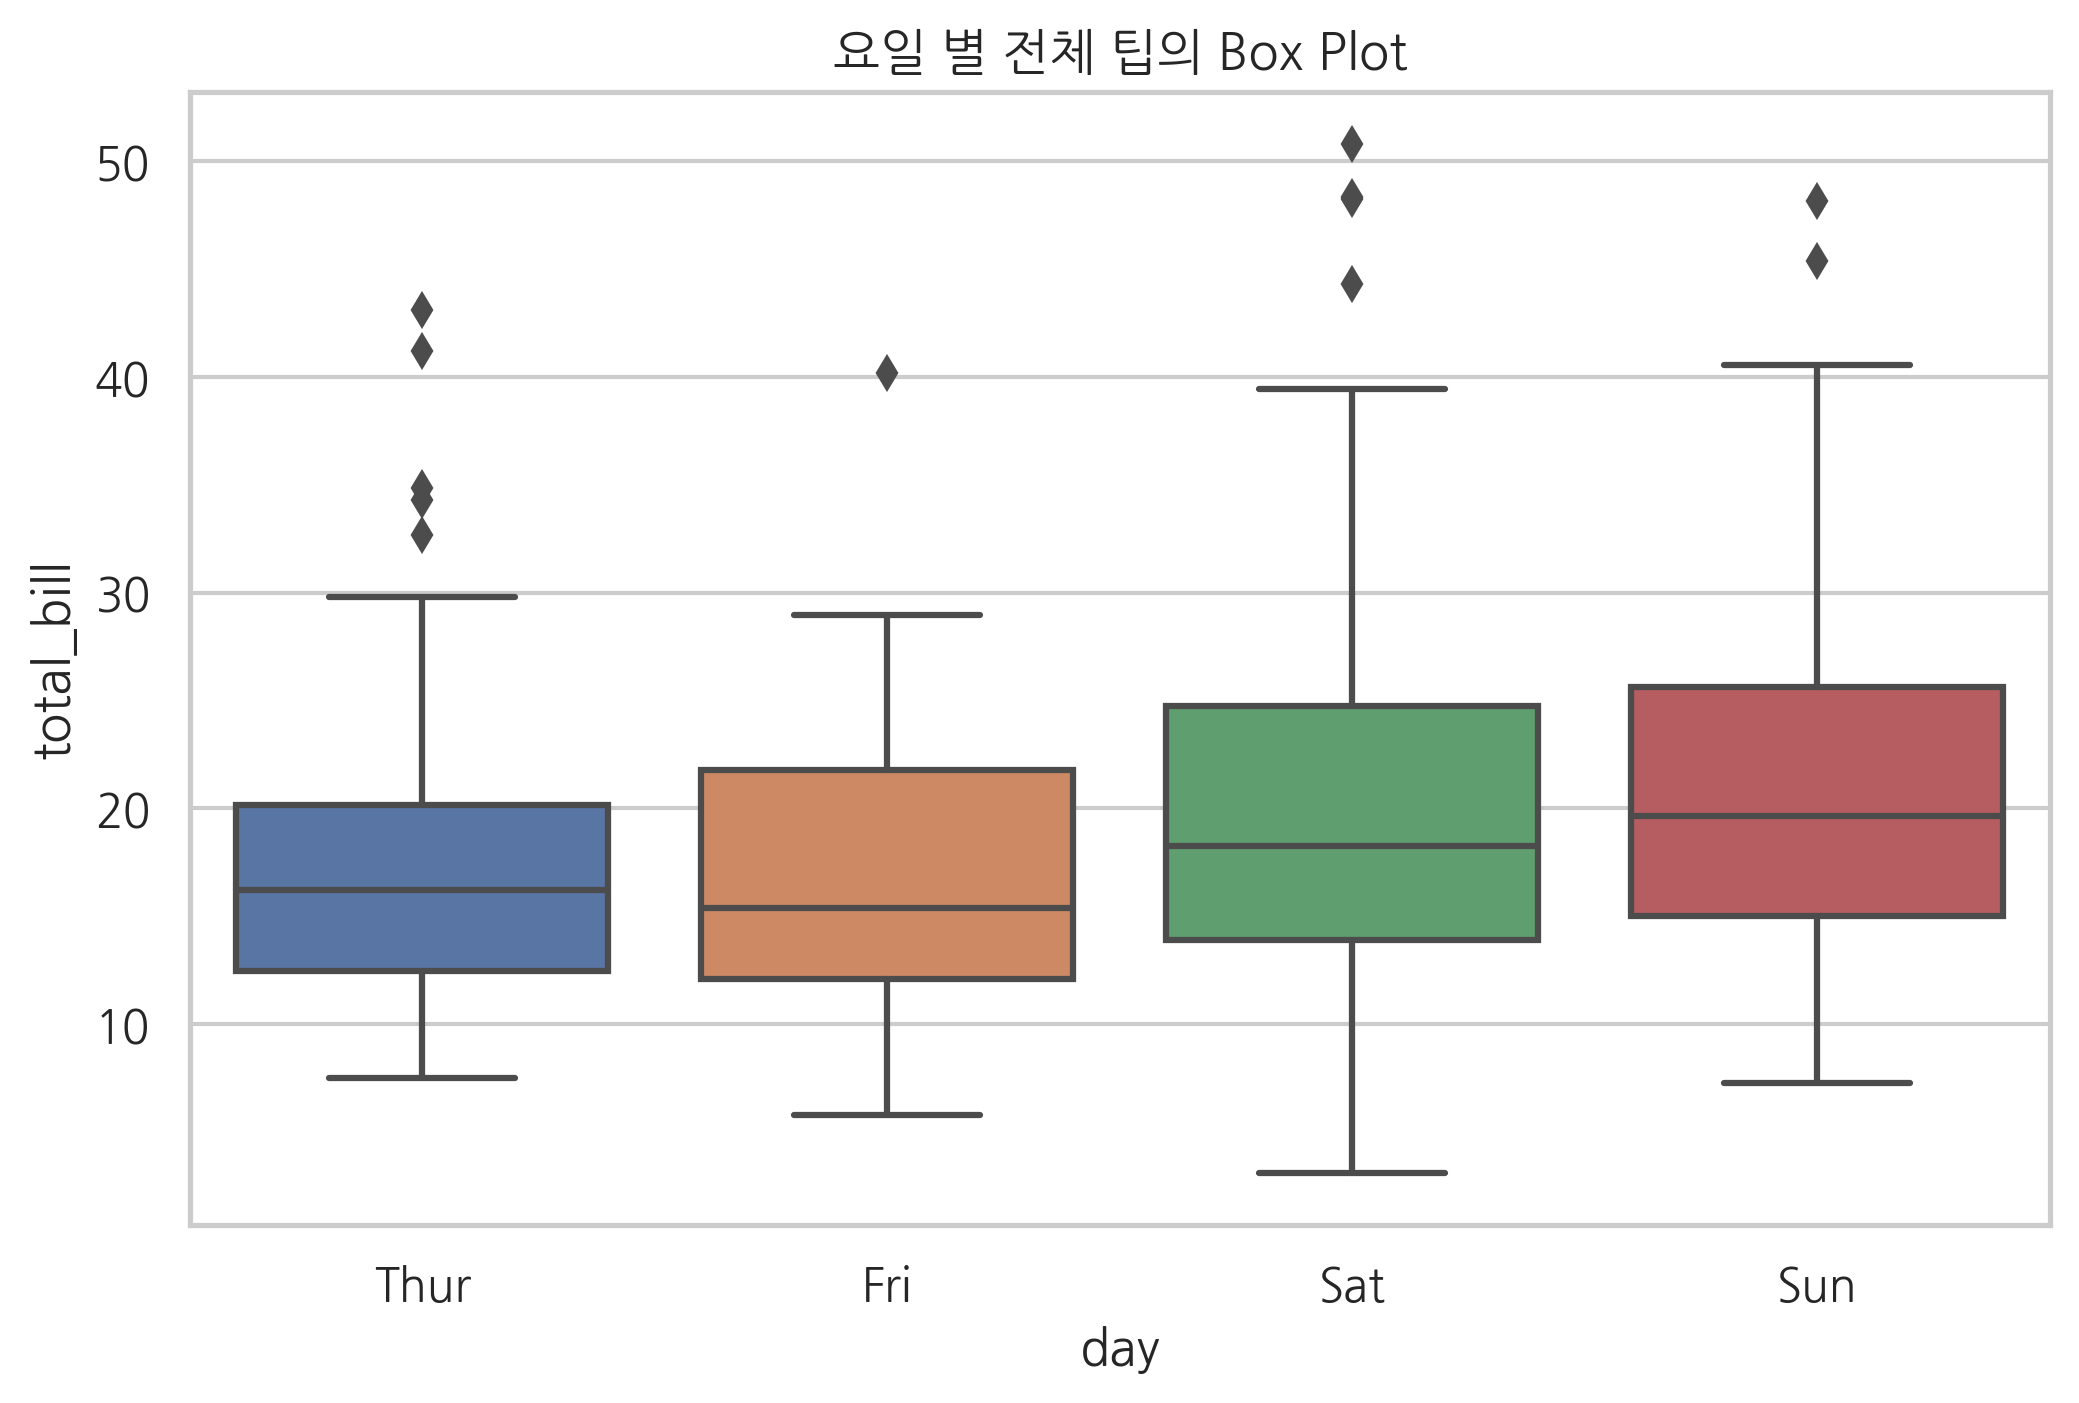 요일 별 전체 팁의 Box Plot
50
40
30
20
10
total_bill
Thur Fri Sat Sun
day